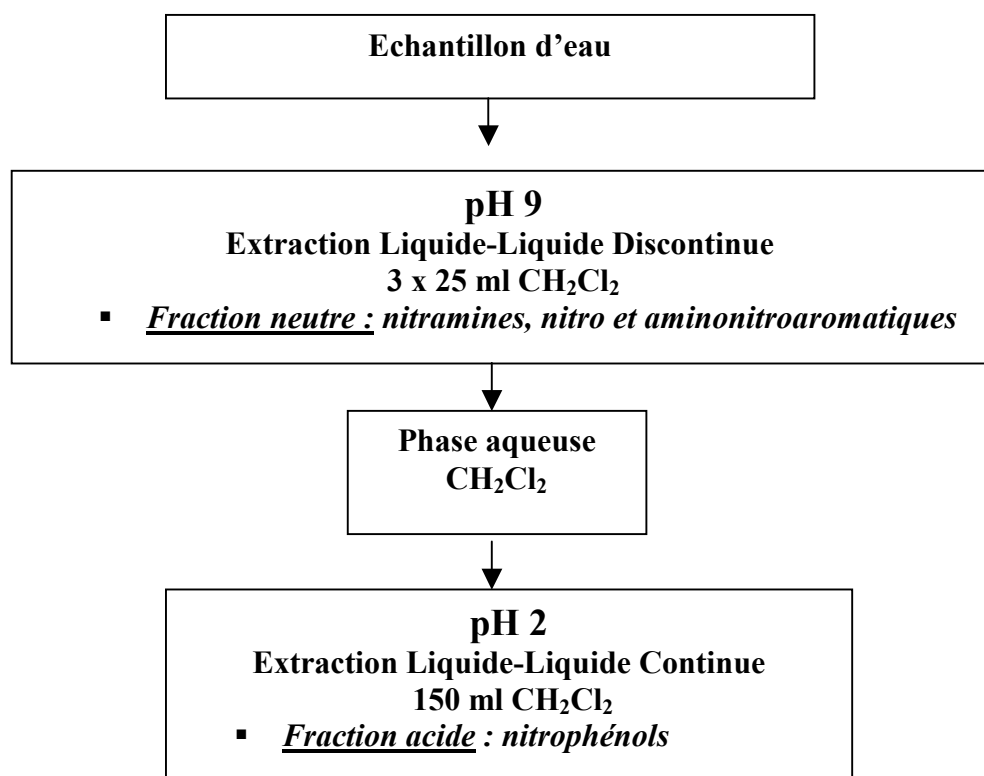 Echantillon d'eau
pH 9
Extraction Liquide-Liquide Discontinue
3 x 25 ml CH₂Cl₂
▪ Fraction neutre : nitramines, nitro et aminonitroaromatiques
Phase aqueuse
CH₂Cl₂
pH 2
Extraction Liquide-Liquide Continue
150 ml CH₂Cl₂
▪ Fraction acide : nitrophénols